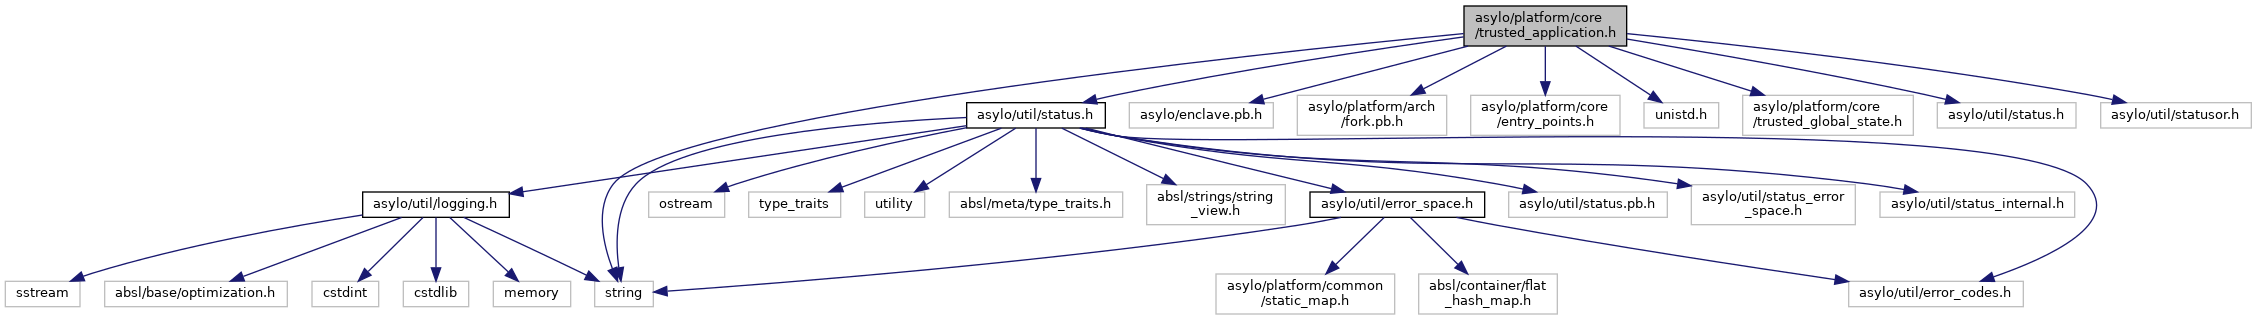 asylo/platform/core
/trusted_application.h
asylo/util/status.h
asylo/enclave.pb.h
asylo/platform/arch
/fork.pb.h
asylo/platform/core
/entry_points.h
unistd.h
asylo/platform/core
/trusted_global_state.h
asylo/util/status.h
asylo/util/statusor.h
asylo/util/logging.h
ostream
type_traits
utility
absl/meta/type_traits.h
absl/strings/string
_view.h
asylo/util/error_space.h
asylo/util/status.pb.h
asylo/util/status_error
_space.h
asylo/util/status_internal.h
sstream
absl/base/optimization.h
cstdint
cstdlib
memory
string
asylo/platform/common
/static_map.h
absl/container/flat
_hash_map.h
asylo/util/error_codes.h